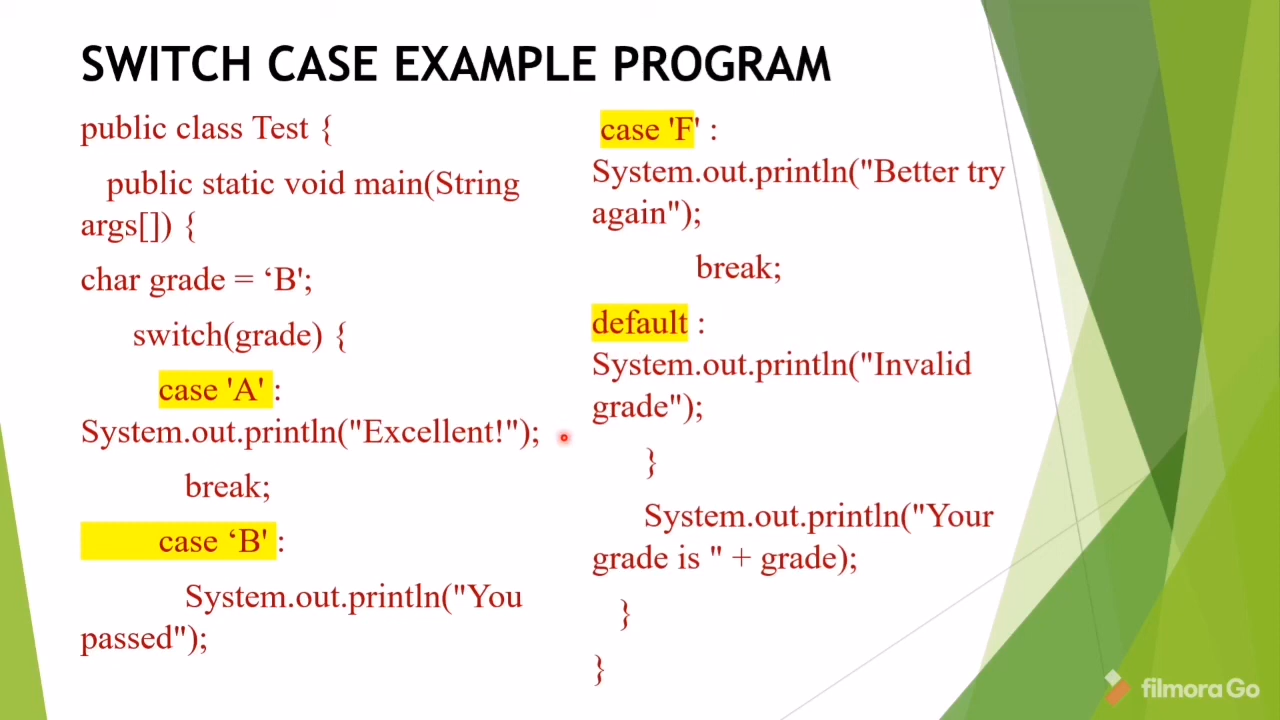 SWITCH CASE EXAMPLE PROGRAM
public class Test {
public static void main(String
args[]) {
char grade = ‘B';
switch(grade) {
case 'A' :
System.out.println("Excellent!");
break;
case ‘B' :
System.out.println("You
passed");
case 'F' :
System.out.println("Better try
again");
break;
default :
System.out.println("Invalid
grade");
}
System.out.println("Your
grade is " + grade);
}
}
filmora Go